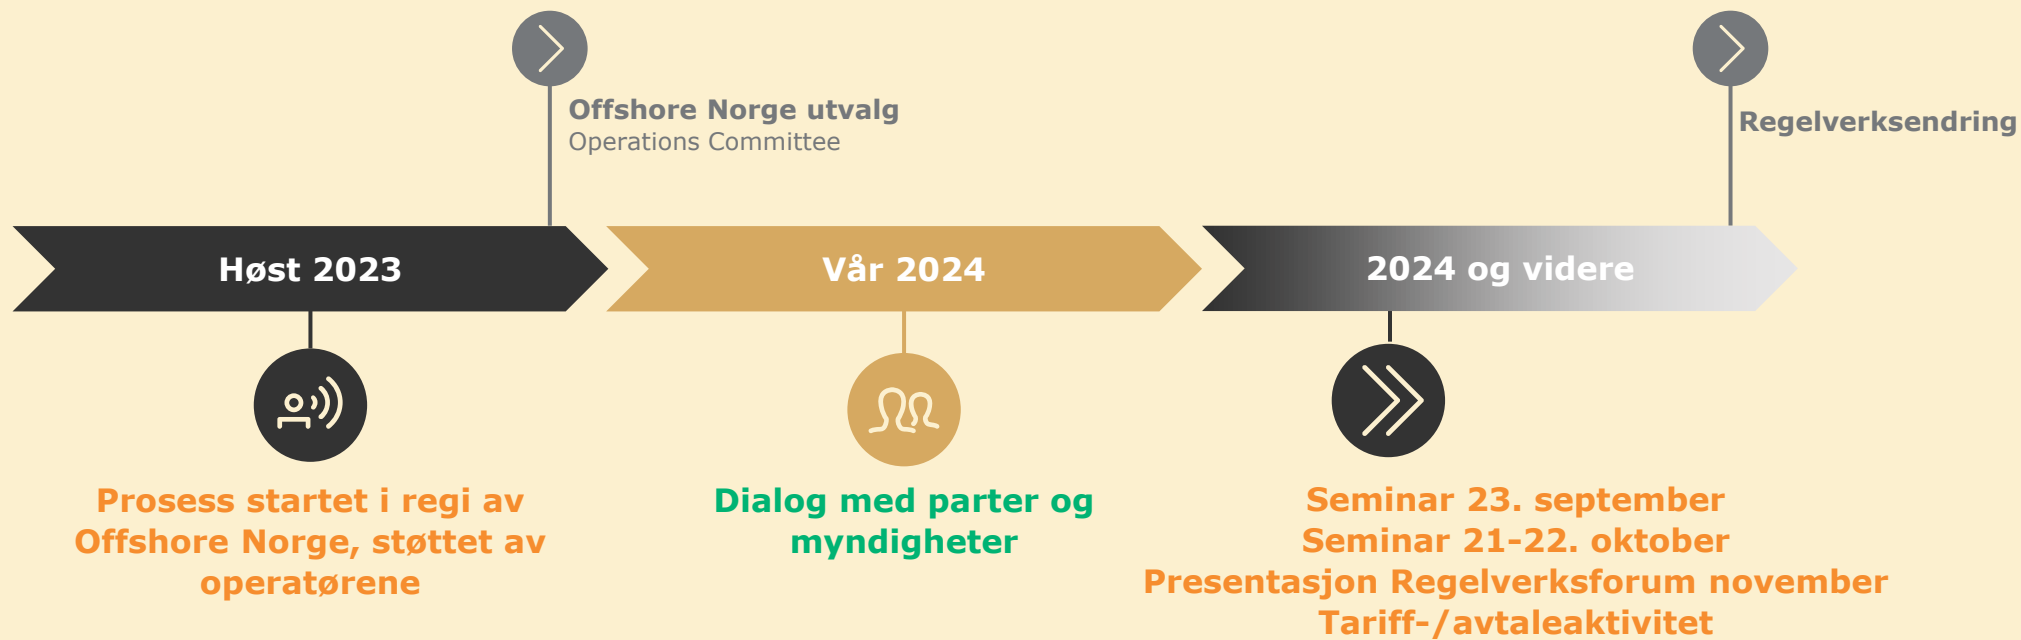 Offshore Norge utvalg
Operations Committee
Regelverksendring
Høst 2023
Vår 2024
2024 og videre
Prosess startet i regi av
Offshore Norge, støttet av
operatørene
Dialog med parter og
myndigheter
Seminar 23. september
Seminar 21-22. oktober
Presentasjon Regelverksforum november
Tariff-/avtaleaktivitet